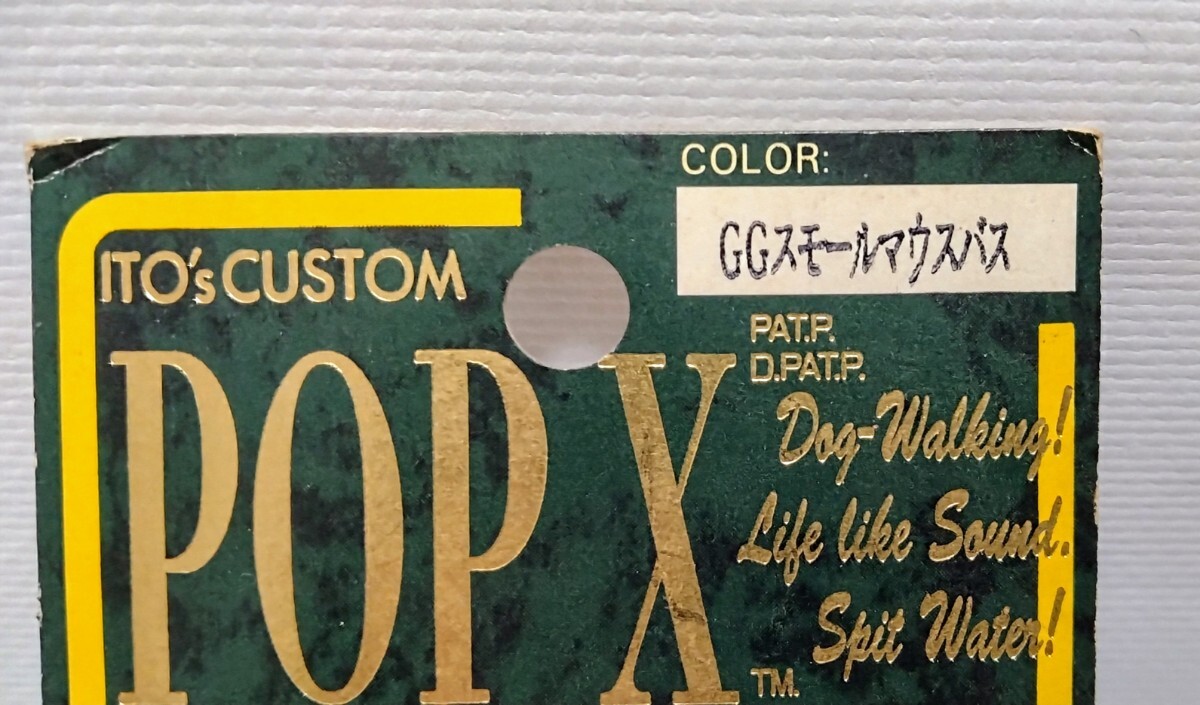 COLOR:
GGスモールマウスバス
ITO'sCUSTOM
POP X
PAT.P.
D.PAT.P.
Dog-Walking!
Life like Sound.
Spit Water!
TM.